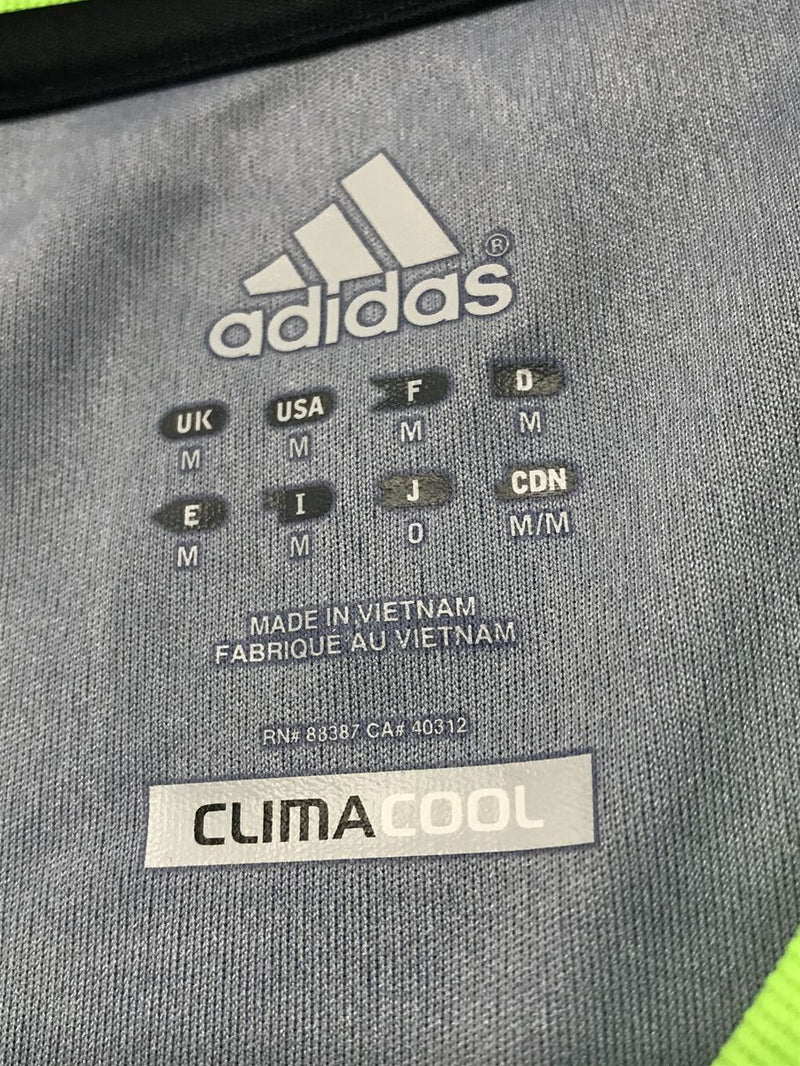 adidas®
UK USA F D
M M M M
E I J CDN
M M O M/M
MADE IN VIETNAM
FABRIQUE AU VIETNAM
RN# 88387 CA# 40312
CLIMACOOL